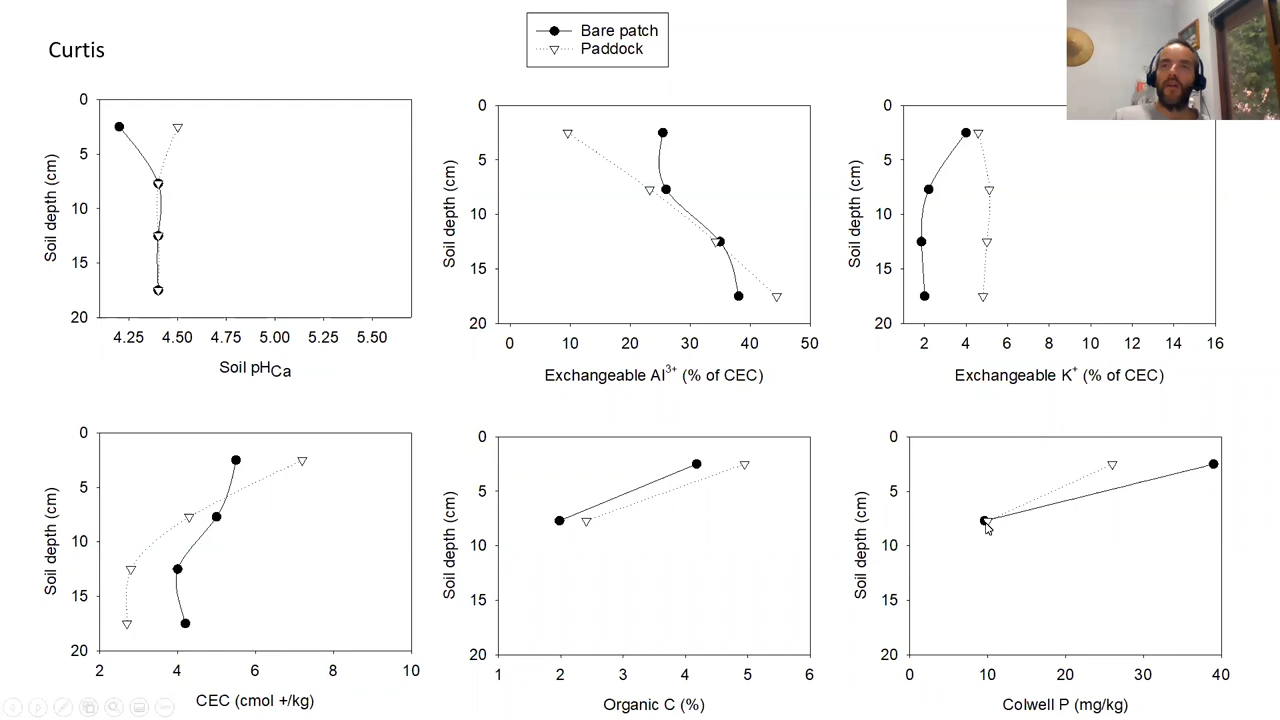 Curtis
Bare patch
Paddock
0
5
10
15
20
Soil depth (cm)
4.25 4.50 4.75 5.00 5.25 5.50
Soil pHCa
0
5
10
15
20
Soil depth (cm)
0 10 20 30 40 50
Exchangeable Al3+ (% of CEC)
0
5
10
15
20
Soil depth (cm)
2 4 6 8 10 12 14 16
Exchangeable K+ (% of CEC)
0
5
10
15
20
Soil depth (cm)
2 4 6 8 10
CEC (cmol +/kg)
0
5
10
15
20
Soil depth (cm)
1 2 3 4 5 6
Organic C (%)
0
5
10
15
20
Soil depth (cm)
0 10 20 30 40
Colwell P (mg/kg)